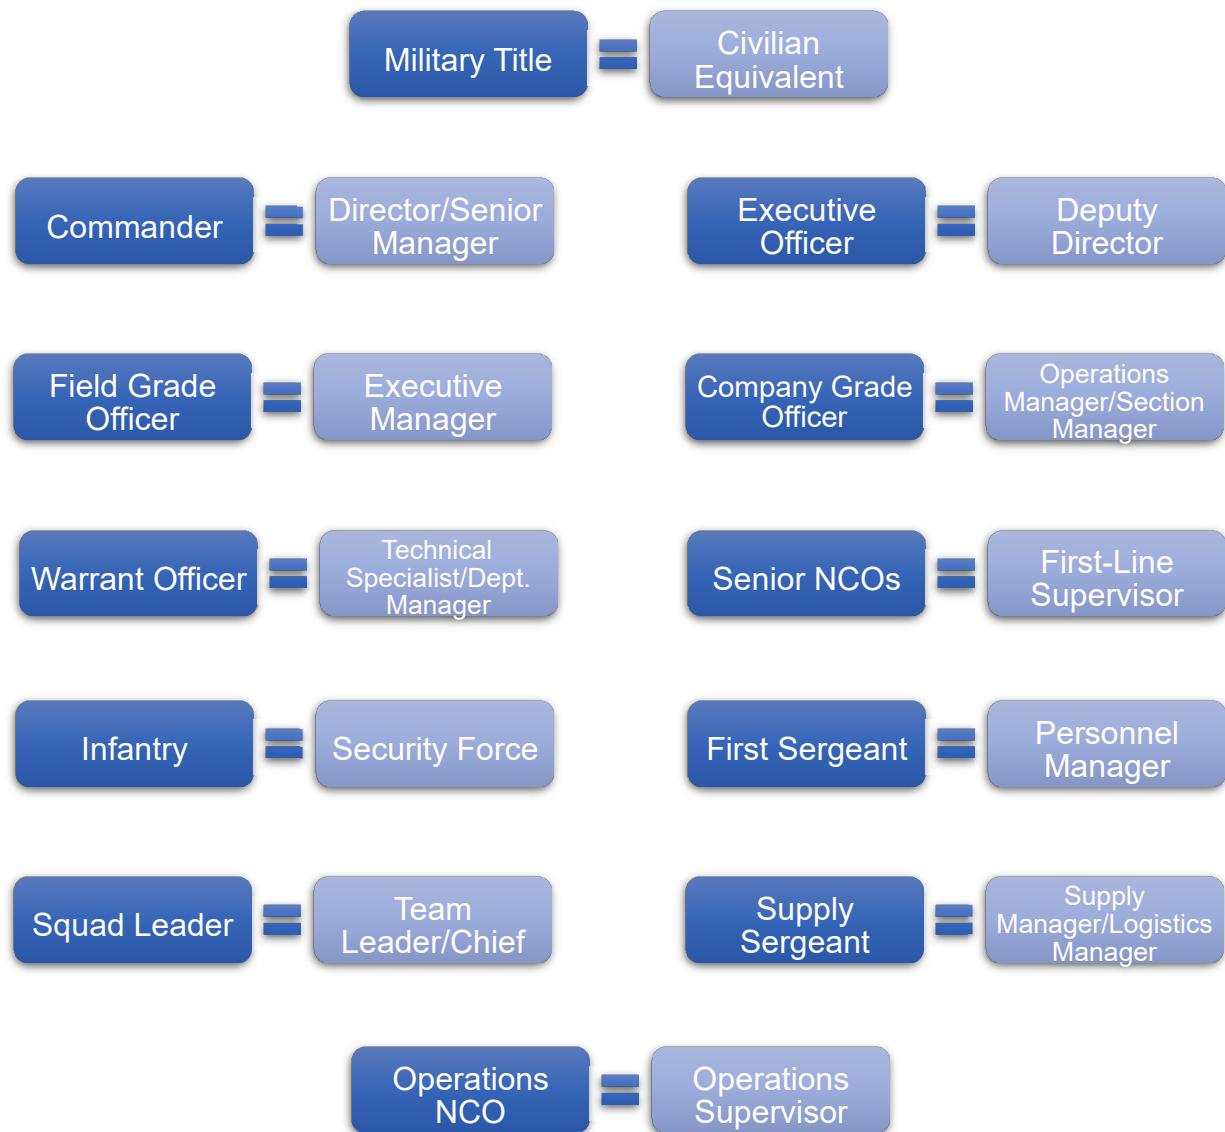 Military Title
Civilian
Equivalent
Commander
Director/Senior
Manager
Executive
Officer
Deputy
Director
Field Grade
Officer
Executive
Manager
Company Grade
Officer
Operations
Manager/Section
Manager
Warrant Officer
Technical
Specialist/Dept.
Manager
Senior NCOs
First-Line
Supervisor
Infantry
Security Force
First Sergeant
Personnel
Manager
Squad Leader
Team
Leader/Chief
Supply
Sergeant
Supply
Manager/Logistics
Manager
Operations
NCO
Operations
Supervisor